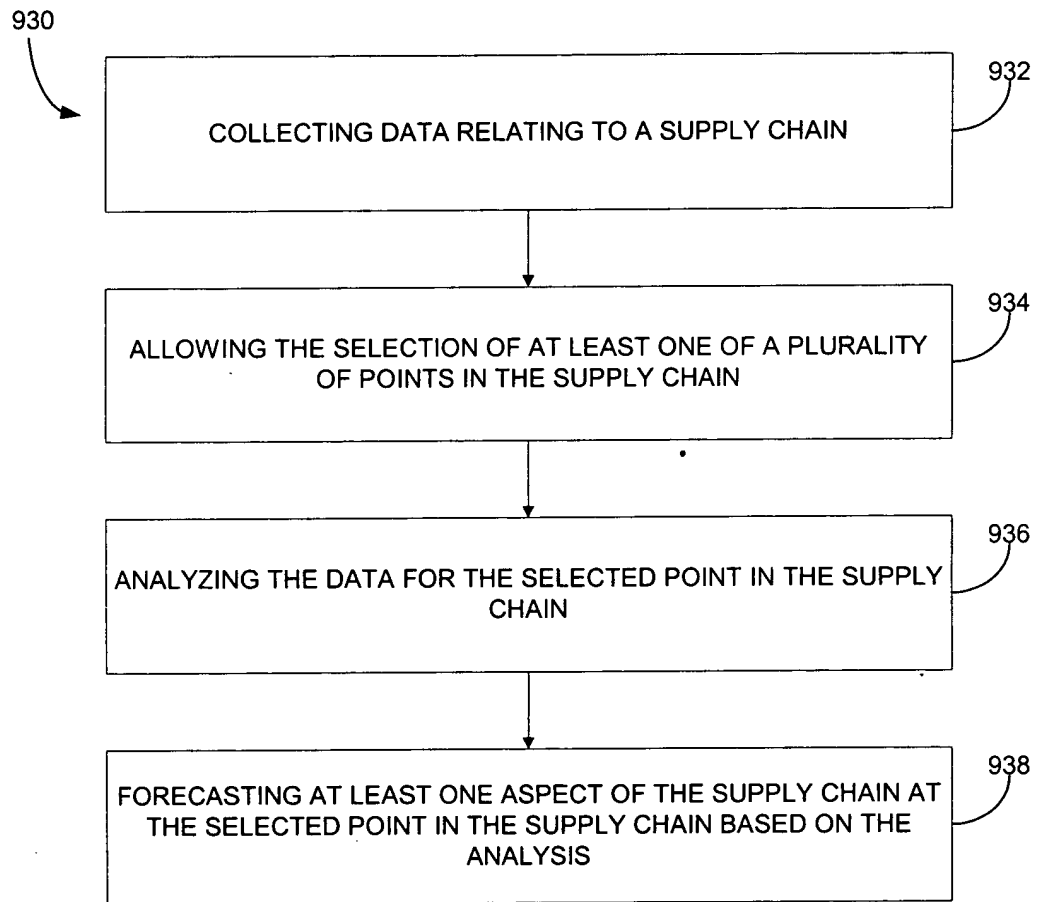 930
932
COLLECTING DATA RELATING TO A SUPPLY CHAIN
934
ALLOWING THE SELECTION OF AT LEAST ONE OF A PLURALITY
OF POINTS IN THE SUPPLY CHAIN
936
ANALYZING THE DATA FOR THE SELECTED POINT IN THE SUPPLY
CHAIN
938
FORECASTING AT LEAST ONE ASPECT OF THE SUPPLY CHAIN AT
THE SELECTED POINT IN THE SUPPLY CHAIN BASED ON THE
ANALYSIS